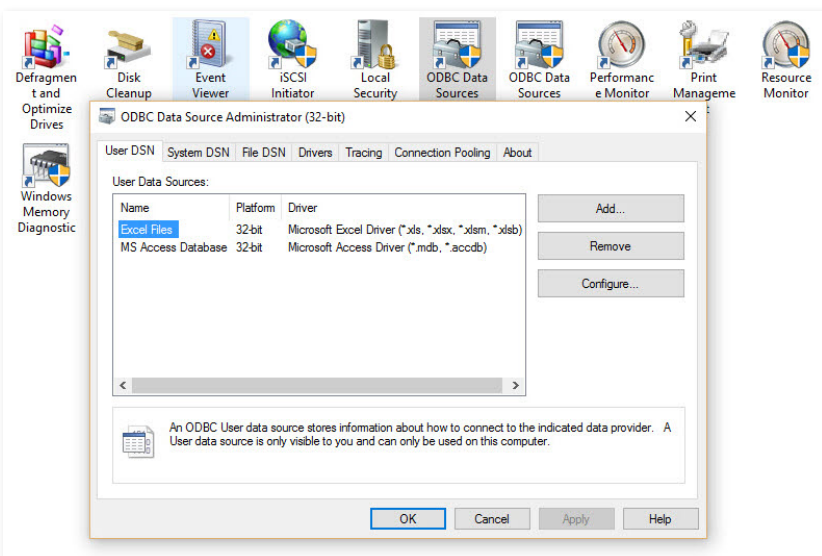 Defragmen
t and
Optimize
Drives
Disk
Cleanup
Event
Viewer
iSCSI
Initiator
Local
Security
ODBC Data
Sources
ODBC Data
Sources
Performanc
e Monitor
Print
Manageme
Resource
Monitor
Windows
Memory
Diagnostic
ODBC Data Source Administrator (32-bit)
User DSN System DSN File DSN Drivers Tracing Connection Pooling About
User Data Sources:
Name Platform Driver
Excel Files 32-bit Microsoft Excel Driver (*.xls, *.xlsx, *.xlsm, *.xlsb)
MS Access Database 32-bit Microsoft Access Driver (*.mdb, *.accdb)
Add...
Remove
Configure...
An ODBC User data source stores information about how to connect to the indicated data provider. A
User data source is only visible to you and can only be used on this computer.
OK Cancel Apply Help